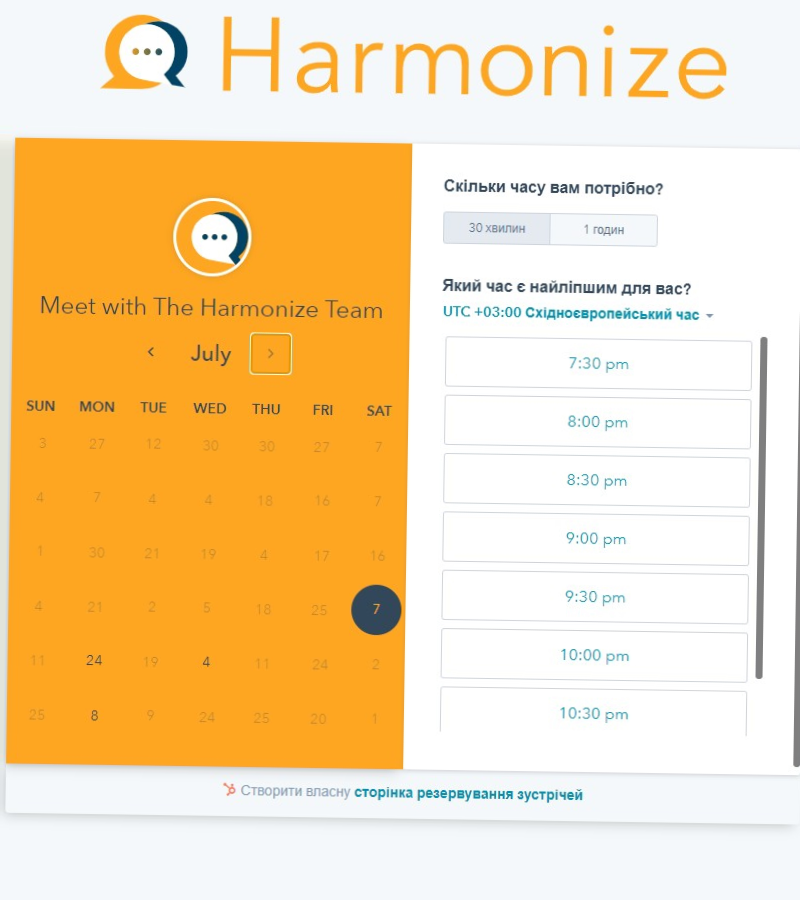 Harmonize
Meet with The Harmonize Team
July
SUN MON TUE WED THU FRI SAT
3 27 12 30 30 27 7
4 7 4 4 18 16 7
1 30 21 19 4 17 16
4 21 2 5 18 25 7
11 24 19 4 11 24 2
25 8 9 24 25 20 1
Скільки часу вам потрібно?
30 хвилин 1 годин
Який час є найліпшим для вас?
UTC +03:00 Східноєвропейський час
7:30 pm
8:00 pm
8:30 pm
9:00 pm
9:30 pm
10:00 pm
10:30 pm
Створити власну сторінка резервування зустрічей